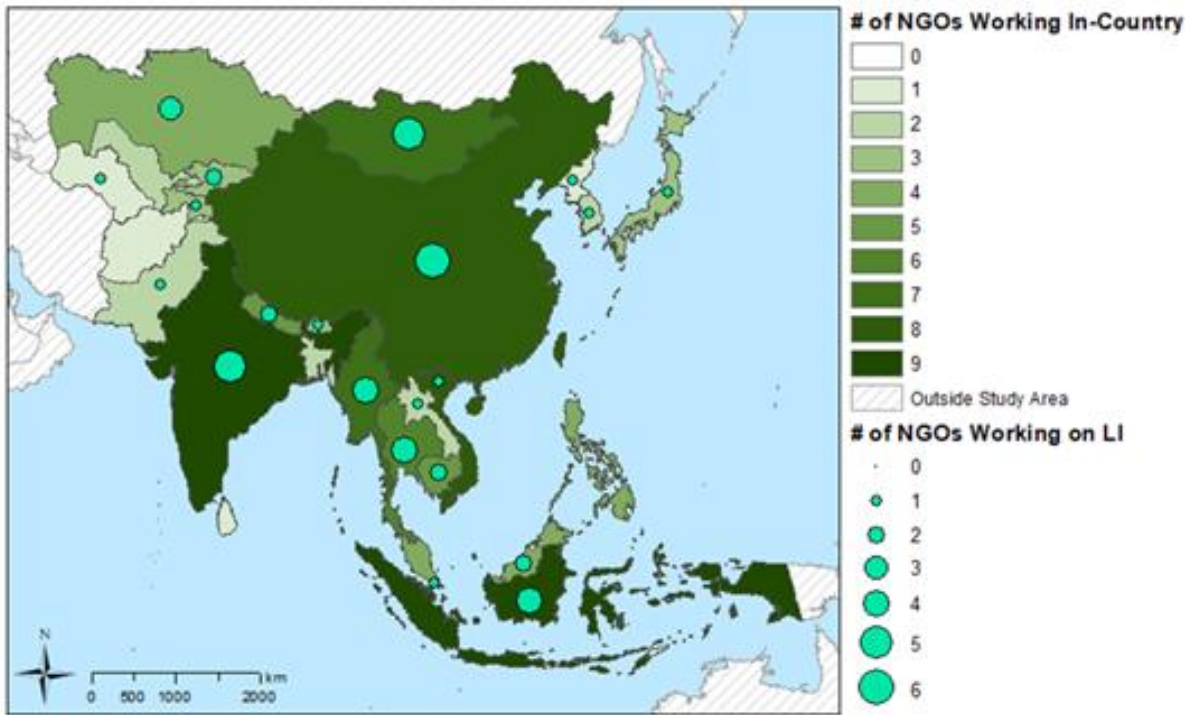 # of NGOs Working In-Country
0
1
2
3
4
5
6
7
8
9
Outside Study Area
# of NGOs Working on LI
0
1
2
3
4
5
6
N
km
0 500 1000 2000